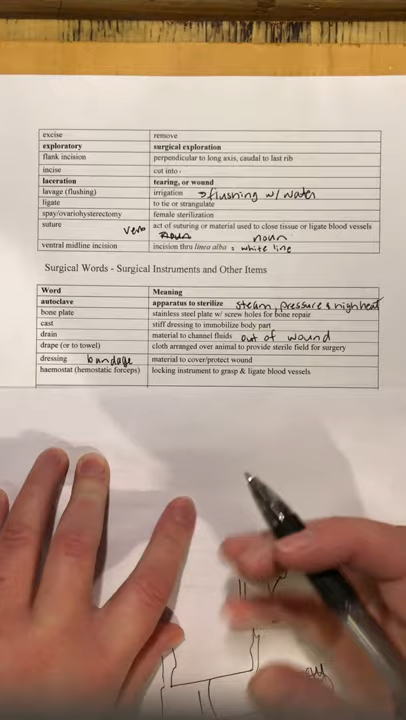 excise remove
exploratory surgical exploration
flank incision perpendicular to long axis, caudal to last rib
incise cut into
laceration tearing, or wound
lavage (flushing) irrigation → flushing w/ water
ligate to tie or strangulate
spay/ovariohysterectomy female sterilization
suture act of suturing or material used to close tissue or ligate blood vessels
verb noun
ventral midline incision incision thru linea alba = white line
Surgical Words - Surgical Instruments and Other Items
Word Meaning
autoclave apparatus to sterilize steam, pressure & high heat
bone plate stainless steel plate w/ screw holes for bone repair
cast stiff dressing to immobilize body part
drain material to channel fluids out of wound
drape (or to towel) cloth arranged over animal to provide sterile field for surgery
dressing bandage material to cover/protect wound
haemostat (hemostatic forceps) locking instrument to grasp & ligate blood vessels